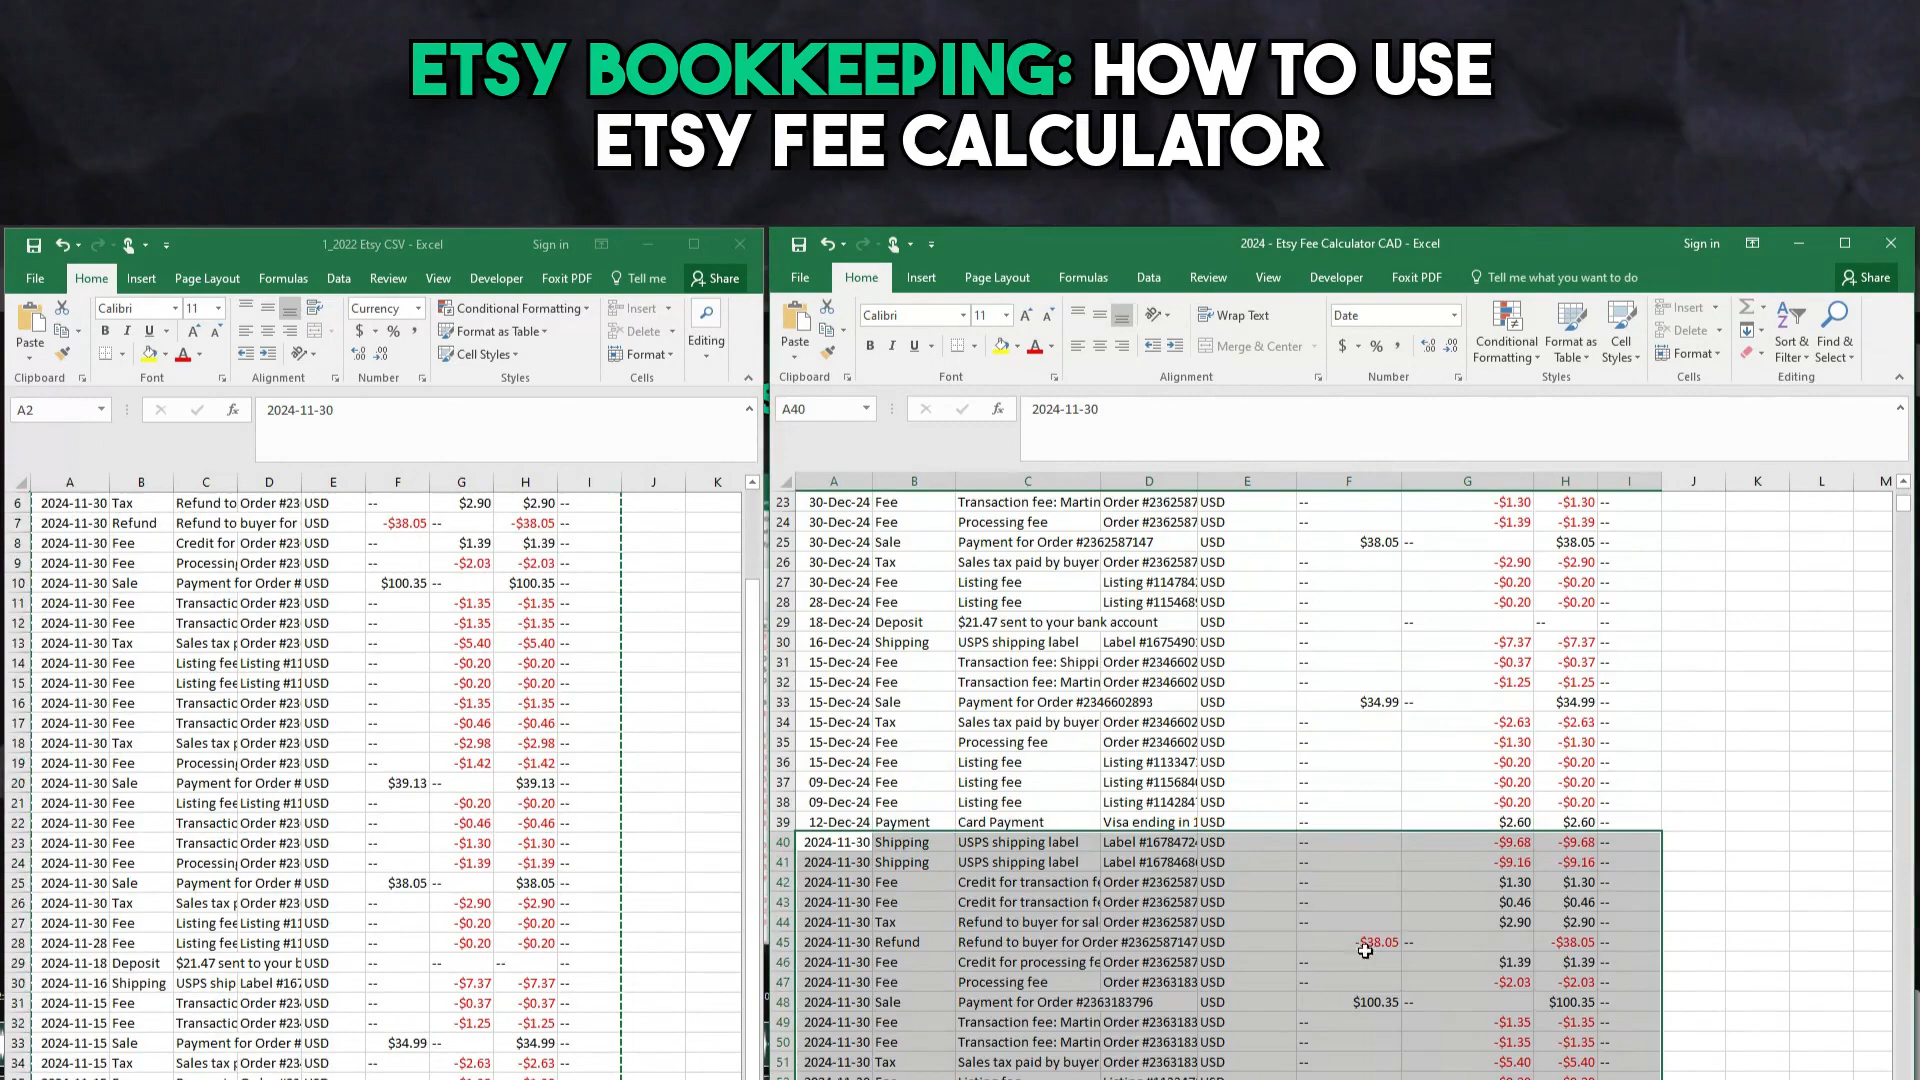 ETSY BOOKKEEPING: HOW TO USE
ETSY FEE CALCULATOR
1_2022 Etsy CSV - Excel
Sign in
File Home Insert Page Layout Formulas Data Review View Developer Foxit PDF Tell me Share
Paste
Calibri 11
Currency
Conditional Formatting
Format as Table
Cell Styles
Insert
Delete
Format
Editing
Clipboard Font Alignment Number Styles Cells
A2 fx 2024-11-30
A B C D E F G H I J K
6 2024-11-30 Tax Refund to Order #23 USD -- $2.90 $2.90 --
7 2024-11-30 Refund Refund to buyer for USD -$38.05 -- -$38.05 --
8 2024-11-30 Fee Credit for Order #23 USD -- $1.39 $1.39 --
9 2024-11-30 Fee Processing Order #23 USD -- -$2.03 -$2.03 --
10 2024-11-30 Sale Payment for Order # USD $100.35 -- $100.35 --
11 2024-11-30 Fee Transactio Order #23 USD -- -$1.35 -$1.35 --
12 2024-11-30 Fee Transactio Order #23 USD -- -$1.35 -$1.35 --
13 2024-11-30 Tax Sales tax p Order #23 USD -- -$5.40 -$5.40 --
14 2024-11-30 Fee Listing fee Listing #11 USD -- -$0.20 -$0.20 --
15 2024-11-30 Fee Listing fee Listing #11 USD -- -$0.20 -$0.20 --
16 2024-11-30 Fee Transactio Order #23 USD -- -$1.35 -$1.35 --
17 2024-11-30 Fee Transactio Order #23 USD -- -$0.46 -$0.46 --
18 2024-11-30 Tax Sales tax p Order #23 USD -- -$2.98 -$2.98 --
19 2024-11-30 Fee Processing Order #23 USD -- -$1.42 -$1.42 --
20 2024-11-30 Sale Payment for Order # USD $39.13 -- $39.13 --
21 2024-11-30 Fee Listing fee Listing #11 USD -- -$0.20 -$0.20 --
22 2024-11-30 Fee Transactio Order #23 USD -- -$0.46 -$0.46 --
23 2024-11-30 Fee Transactio Order #23 USD -- -$1.30 -$1.30 --
24 2024-11-30 Fee Processing Order #23 USD -- -$1.39 -$1.39 --
25 2024-11-30 Sale Payment for Order # USD $38.05 -- $38.05 --
26 2024-11-30 Tax Sales tax p Order #23 USD -- -$2.90 -$2.90 --
27 2024-11-30 Fee Listing fee Listing #11 USD -- -$0.20 -$0.20 --
28 2024-11-28 Fee Listing fee Listing #11 USD -- -$0.20 -$0.20 --
29 2024-11-18 Deposit $21.47 sent to your b USD -- -- -- --
30 2024-11-16 Shipping USPS ship Label #167 USD -- -$7.37 -$7.37 --
31 2024-11-15 Fee Transactio Order #23 USD -- -$0.37 -$0.37 --
32 2024-11-15 Fee Transactio Order #23 USD -- -$1.25 -$1.25 --
33 2024-11-15 Sale Payment for Order # USD $34.99 -- $34.99 --
34 2024-11-15 Tax Sales tax p Order #23 USD -- -$2.63 -$2.63 --
2024 - Etsy Fee Calculator CAD - Excel
Sign in
File Home Insert Page Layout Formulas Data Review View Developer Foxit PDF Tell me what you want to do Share
Paste
Calibri 11
Wrap Text
Merge & Center
Date
Conditional Formatting
Format as Table
Cell Styles
Insert
Delete
Format
Sort & Filter
Find & Select
Clipboard Font Alignment Number Styles Cells Editing
A40 fx 2024-11-30
A B C D E F G H I J K L M
23 30-Dec-24 Fee Transaction fee: Martin Order #2362587 USD -- -$1.30 -$1.30 --
24 30-Dec-24 Fee Processing fee Order #2362587 USD -- -$1.39 -$1.39 --
25 30-Dec-24 Sale Payment for Order #2362587147 USD $38.05 -- $38.05 --
26 30-Dec-24 Tax Sales tax paid by buyer Order #2362587 USD -- -$2.90 -$2.90 --
27 30-Dec-24 Fee Listing fee Listing #114784 USD -- -$0.20 -$0.20 --
28 28-Dec-24 Fee Listing fee Listing #115468 USD -- -$0.20 -$0.20 --
29 18-Dec-24 Deposit $21.47 sent to your bank account USD -- -- -- --
30 16-Dec-24 Shipping USPS shipping label Label #1675490 USD -- -$7.37 -$7.37 --
31 15-Dec-24 Fee Transaction fee: Shippi Order #2346602 USD -- -$0.37 -$0.37 --
32 15-Dec-24 Fee Transaction fee: Martin Order #2346602 USD -- -$1.25 -$1.25 --
33 15-Dec-24 Sale Payment for Order #2346602893 USD $34.99 -- $34.99 --
34 15-Dec-24 Tax Sales tax paid by buyer Order #2346602 USD -- -$2.63 -$2.63 --
35 15-Dec-24 Fee Processing fee Order #2346602 USD -- -$1.30 -$1.30 --
36 15-Dec-24 Fee Listing fee Listing #113347 USD -- -$0.20 -$0.20 --
37 09-Dec-24 Fee Listing fee Listing #115684 USD -- -$0.20 -$0.20 --
38 09-Dec-24 Fee Listing fee Listing #114284 USD -- -$0.20 -$0.20 --
39 12-Dec-24 Payment Card Payment Visa ending in 1 USD -- $2.60 $2.60 --
40 2024-11-30 Shipping USPS shipping label Label #1678472 USD -- -$9.68 -$9.68 --
41 2024-11-30 Shipping USPS shipping label Label #1678468 USD -- -$9.16 -$9.16 --
42 2024-11-30 Fee Credit for transaction fe Order #2362587 USD -- $1.30 $1.30 --
43 2024-11-30 Fee Credit for transaction fe Order #2362587 USD -- $0.46 $0.46 --
44 2024-11-30 Tax Refund to buyer for sal Order #2362587 USD -- $2.90 $2.90 --
45 2024-11-30 Refund Refund to buyer for Order #2362587147 USD -$38.05 -- -$38.05 --
46 2024-11-30 Fee Credit for processing fe Order #2362587 USD -- $1.39 $1.39 --
47 2024-11-30 Fee Processing fee Order #2363183 USD -- -$2.03 -$2.03 --
48 2024-11-30 Sale Payment for Order #2363183796 USD $100.35 -- $100.35 --
49 2024-11-30 Fee Transaction fee: Martin Order #2363183 USD -- -$1.35 -$1.35 --
50 2024-11-30 Fee Transaction fee: Martin Order #2363183 USD -- -$1.35 -$1.35 --
51 2024-11-30 Tax Sales tax paid by buyer Order #2363183 USD -- -$5.40 -$5.40 --